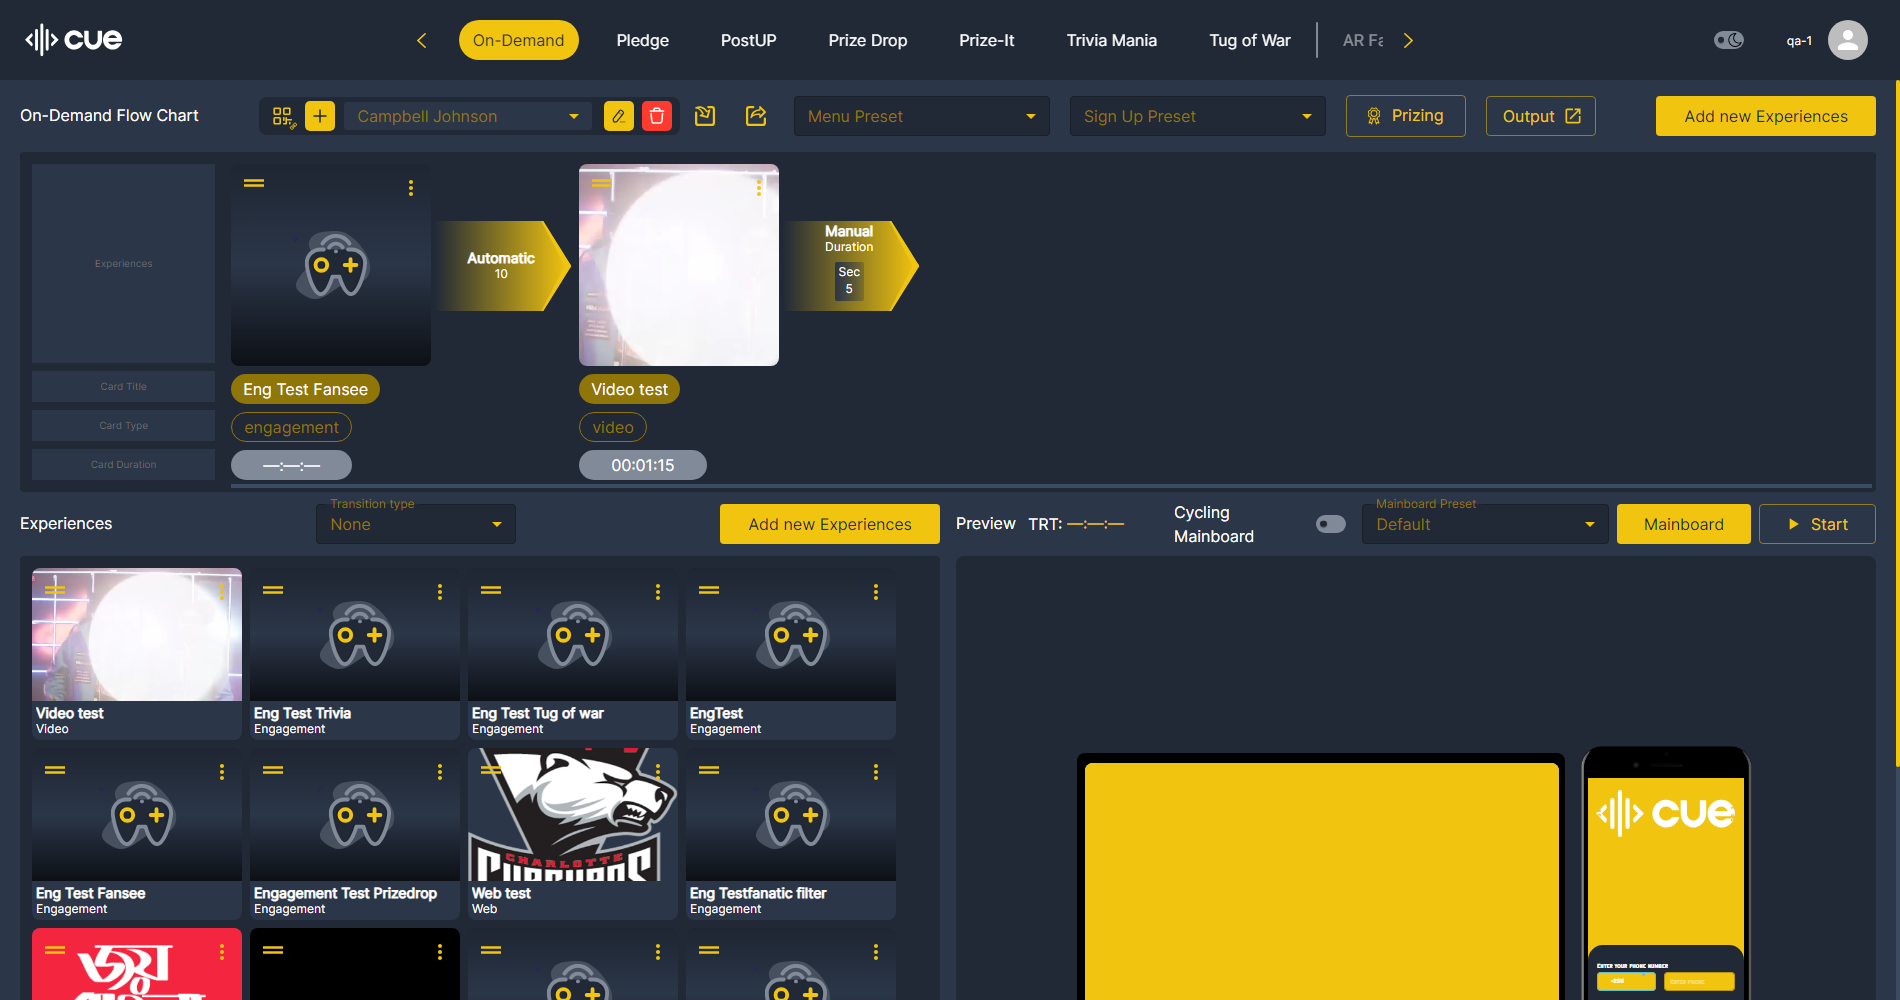 cue
On-Demand
Pledge
PostUP
Prize Drop
Prize-It
Trivia Mania
Tug of War
AR Fa
qa-1
On-Demand Flow Chart
Campbell Johnson
Menu Preset
Sign Up Preset
Prizing
Output
Add new Experiences
Experiences
Automatic
10
Manual
Duration
Sec
5
Card Title
Eng Test Fansee
Video test
Card Type
engagement
video
Card Duration
—:—:—
00:01:15
Experiences
Transition type
None
Add new Experiences
Preview
TRT: —:—:—
Cycling
Mainboard
Mainboard Preset
Default
Mainboard
Start
Video test
Video
Eng Test Trivia
Engagement
Eng Test Tug of war
Engagement
EngTest
Engagement
CHARLOTTE
Eng Test Fansee
Engagement
Engagement Test Prizedrop
Engagement
Web test
Web
Eng Testfanatic filter
Engagement
জয়
cue
ENTER YOUR PHONE NUMBER
ENTER PHONE